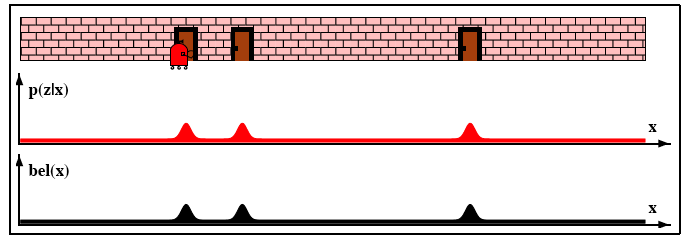 p(z|x)
x
bel(x)
x